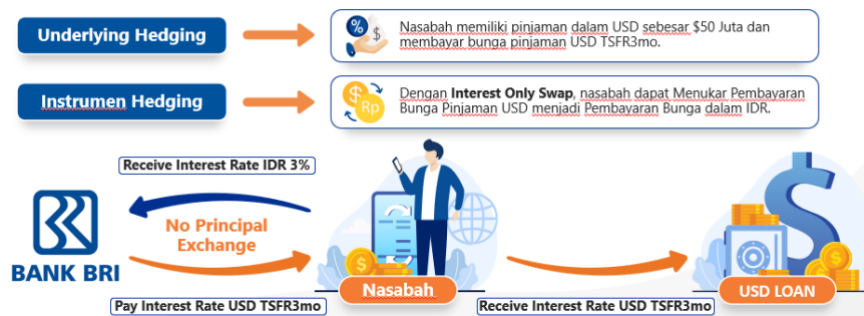 Underlying Hedging
Nasabah memiliki pinjaman dalam USD sebesar $50 Juta dan
membayar bunga pinjaman USD TSFR3mo.
Instrumen Hedging
Dengan Interest Only Swap, nasabah dapat Menukar Pembayaran
Bunga Pinjaman USD menjadi Pembayaran Bunga dalam IDR.
% $
$ Rp
Receive Interest Rate IDR 3%
No Principal
Exchange
BANK BRI
Nasabah
USD LOAN
Pay Interest Rate USD TSFR3mo
Receive Interest Rate USD TSFR3mo